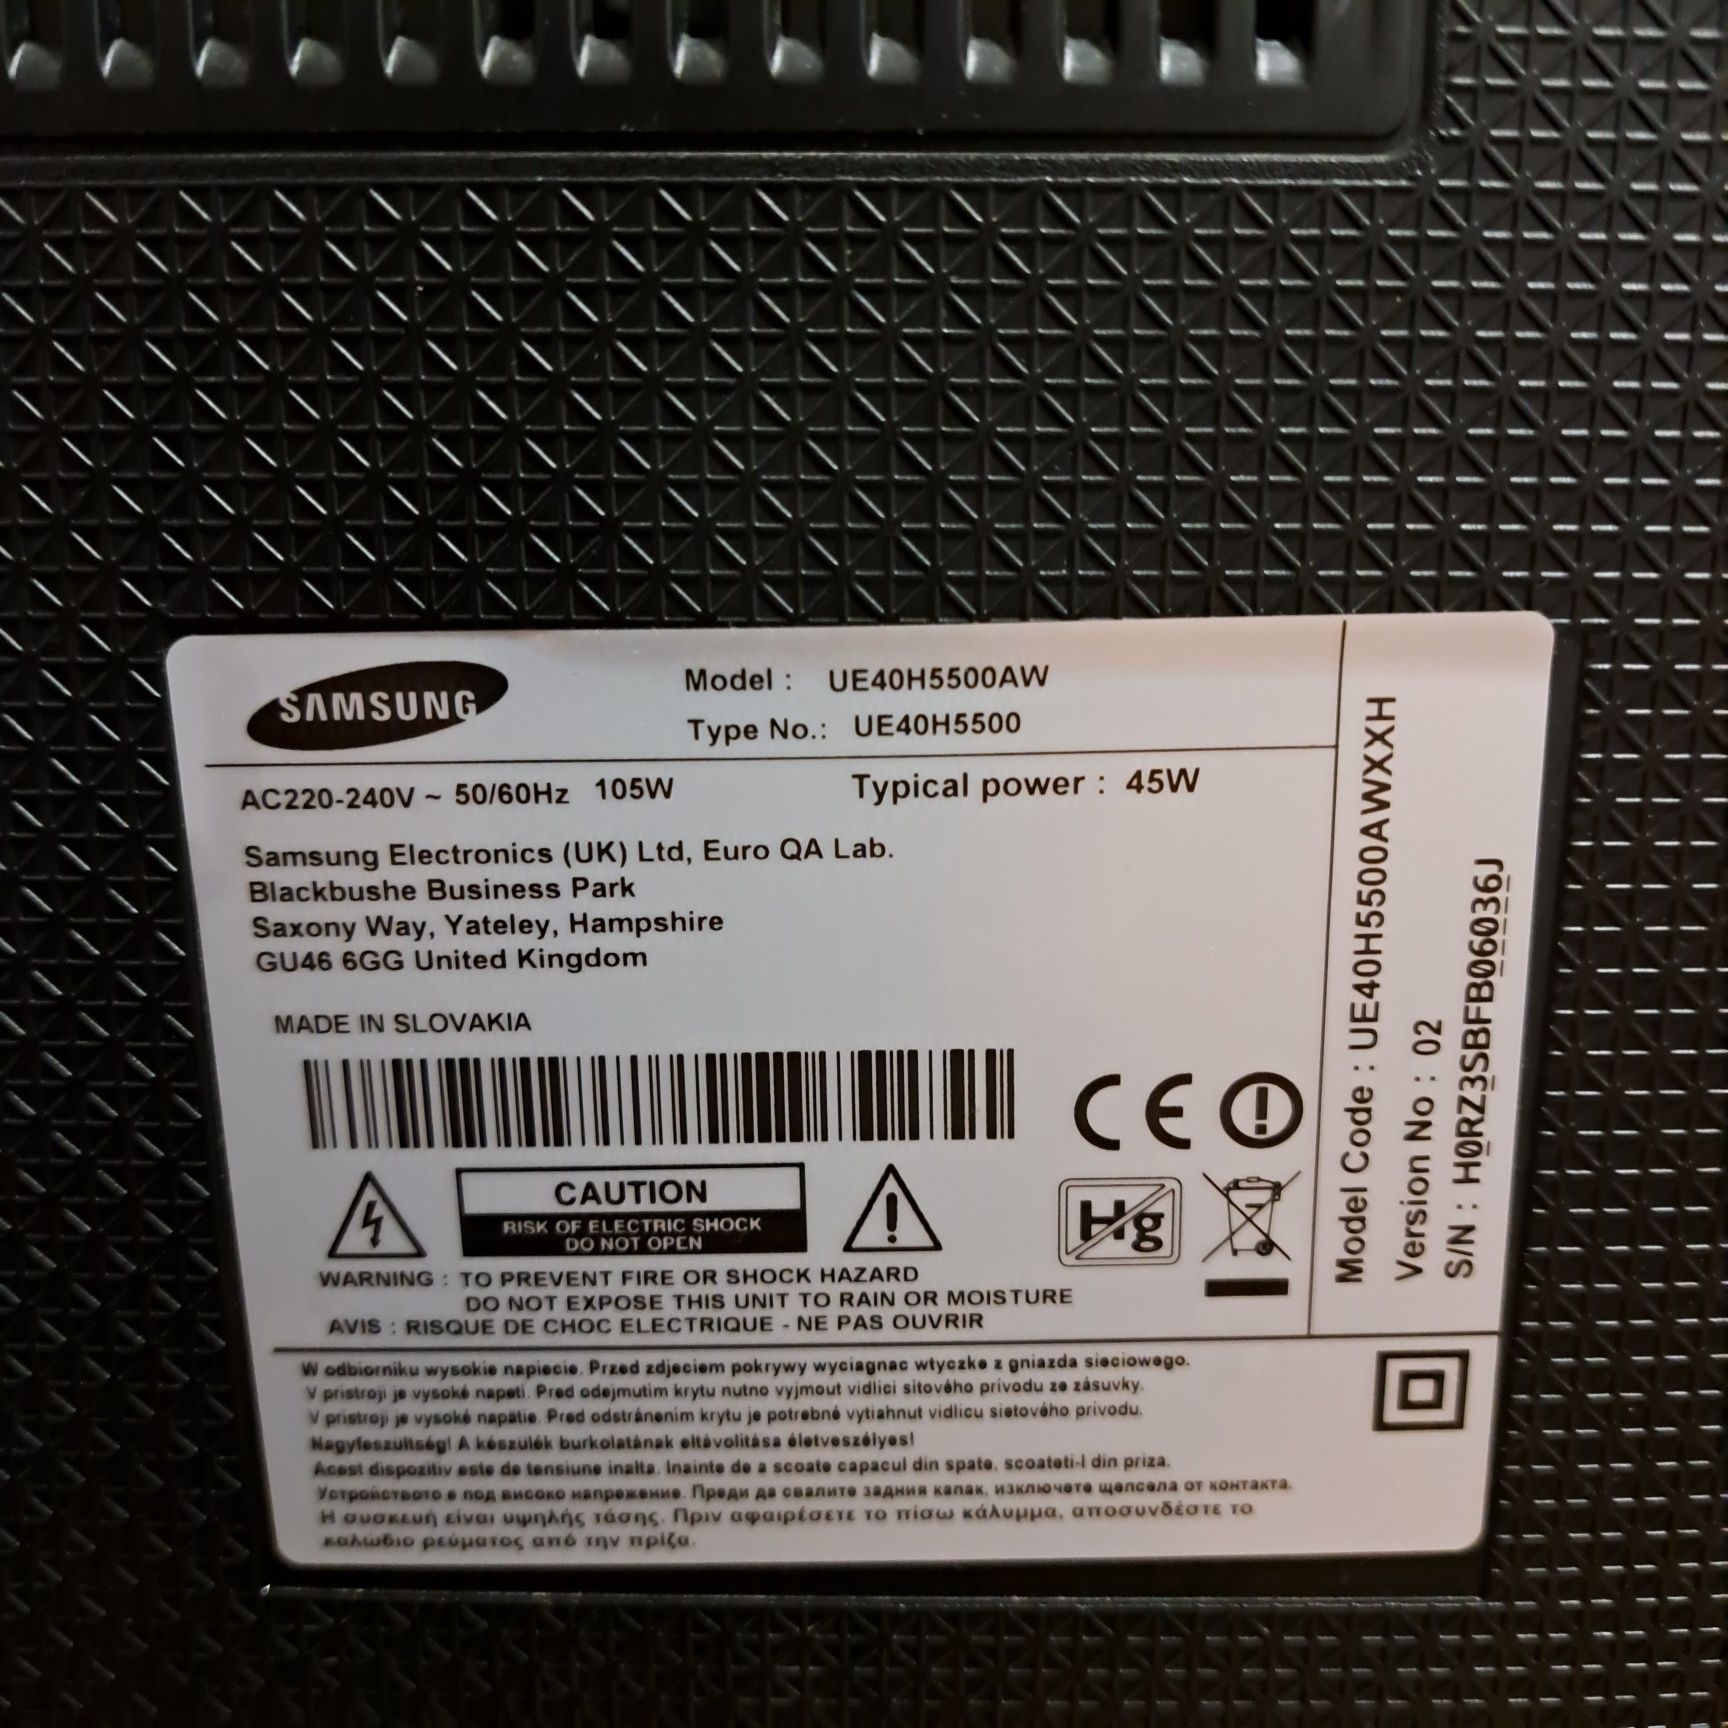 SAMSUNG
Model : UE40H5500AW
Type No.: UE40H5500
AC220-240V ~ 50/60Hz 105W Typical power : 45W
Samsung Electronics (UK) Ltd, Euro QA Lab.
Blackbushe Business Park
Saxony Way, Yateley, Hampshire
GU46 6GG United Kingdom
MADE IN SLOVAKIA
CE
CAUTION
RISK OF ELECTRIC SHOCK
DO NOT OPEN
Hg
WARNING : TO PREVENT FIRE OR SHOCK HAZARD
DO NOT EXPOSE THIS UNIT TO RAIN OR MOISTURE
AVIS : RISQUE DE CHOC ELECTRIQUE - NE PAS OUVRIR
Model Code : UE40H5500AWXXH
Version No : 02
S/N : H0RZ3SBFB06036J
W odbiorniku wysokie napiecie. Przed zdjeciem pokrywy wyciagnac wtyczke z gniazda sieciowego.
V pristroji je vysoké napeti. Pred odejmutim krytu nutno vyjmout vidlici sitového privodu ze zásuvky.
V pristroji je vysoké napätie. Pred odstránenim krytu je potrebné vytiahnut vidlicu sietového privodu.
Nagyfeszültség! A készülék burkolatának eltávolitása életveszélyes!
Acest dispozitiv este de tensiune inalta. Inainte de a scoate capacul din spate, scoateti-l din priza.
Устройството е под високо напрежение. Преди да свалите задния капак, изключете щепсела от контакта.
Η συσκευή είναι υψηλής τάσης. Πριν αφαιρέσετε το πίσω κάλυμμα, αποσυνδέστε το
καλώδιο ρεύματος από την πρίζα.